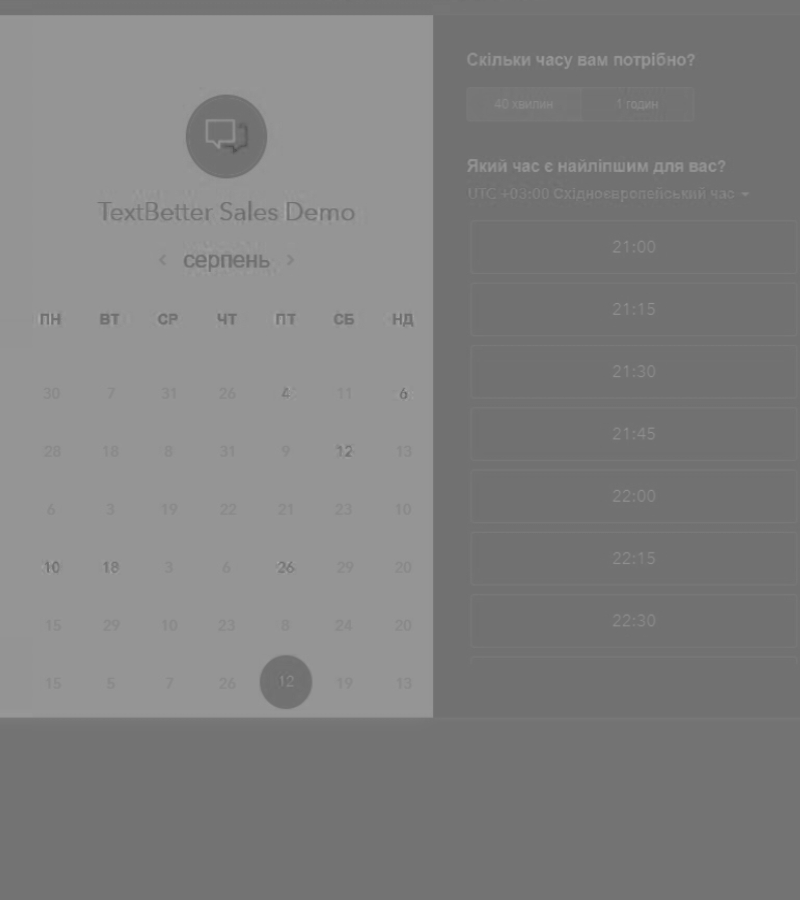 TextBetter Sales Demo
‹ серпень ›
ПН ВТ СР ЧТ ПТ СБ НД
30 7 31 26 4 11 6
28 18 8 31 9 12 13
6 3 19 22 21 23 10
10 18 3 6 26 29 20
15 29 10 23 8 24 20
15 5 7 26 12 19 13
Скільки часу вам потрібно?
40 хвилин 1 годин
Який час є найліпшим для вас?
UTC +03:00 Східноєвропейський час
21:00
21:15
21:30
21:45
22:00
22:15
22:30